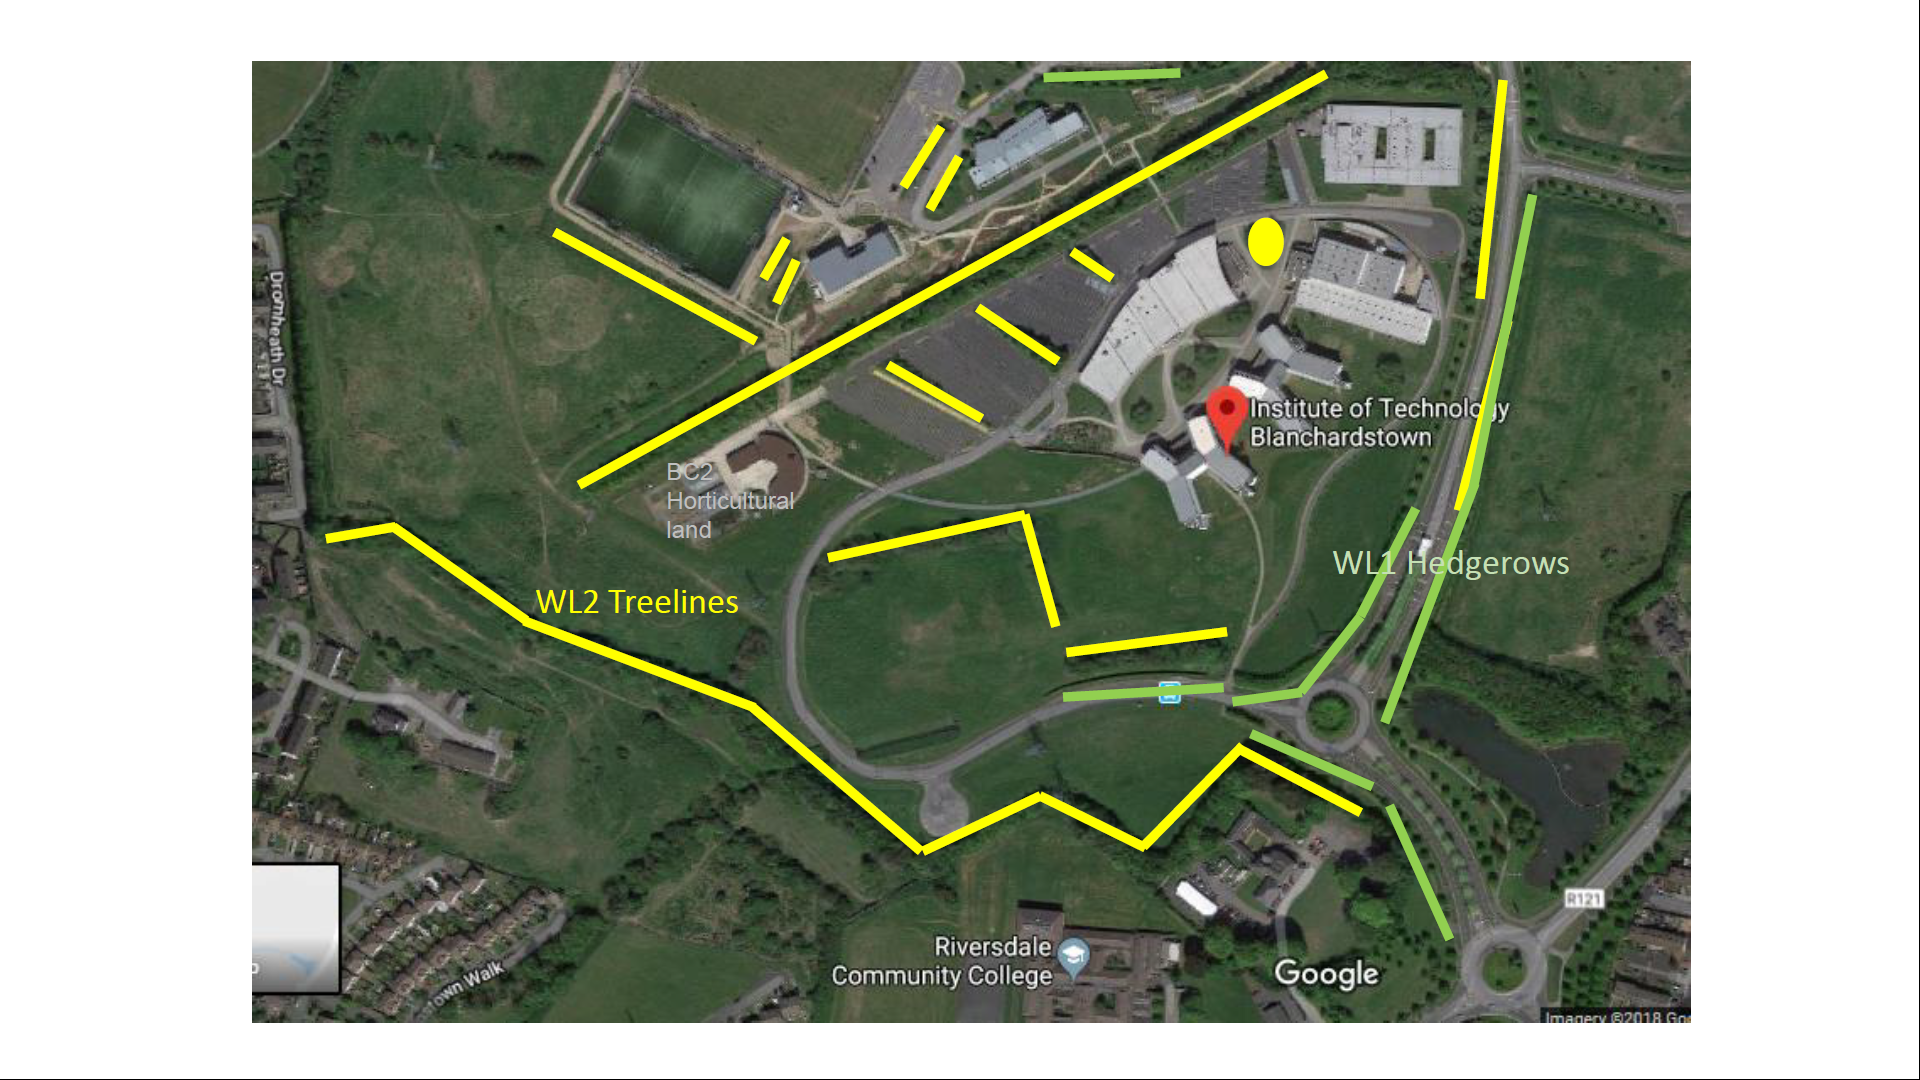 Dromheath Dr
Institute of Technology
Blanchardstown
BC2
Horticultural
land
WL1 Hedgerows
WL2 Treelines
R121
Riversdale
Community College
Google
own Walk
Imagery ©2018 Goo